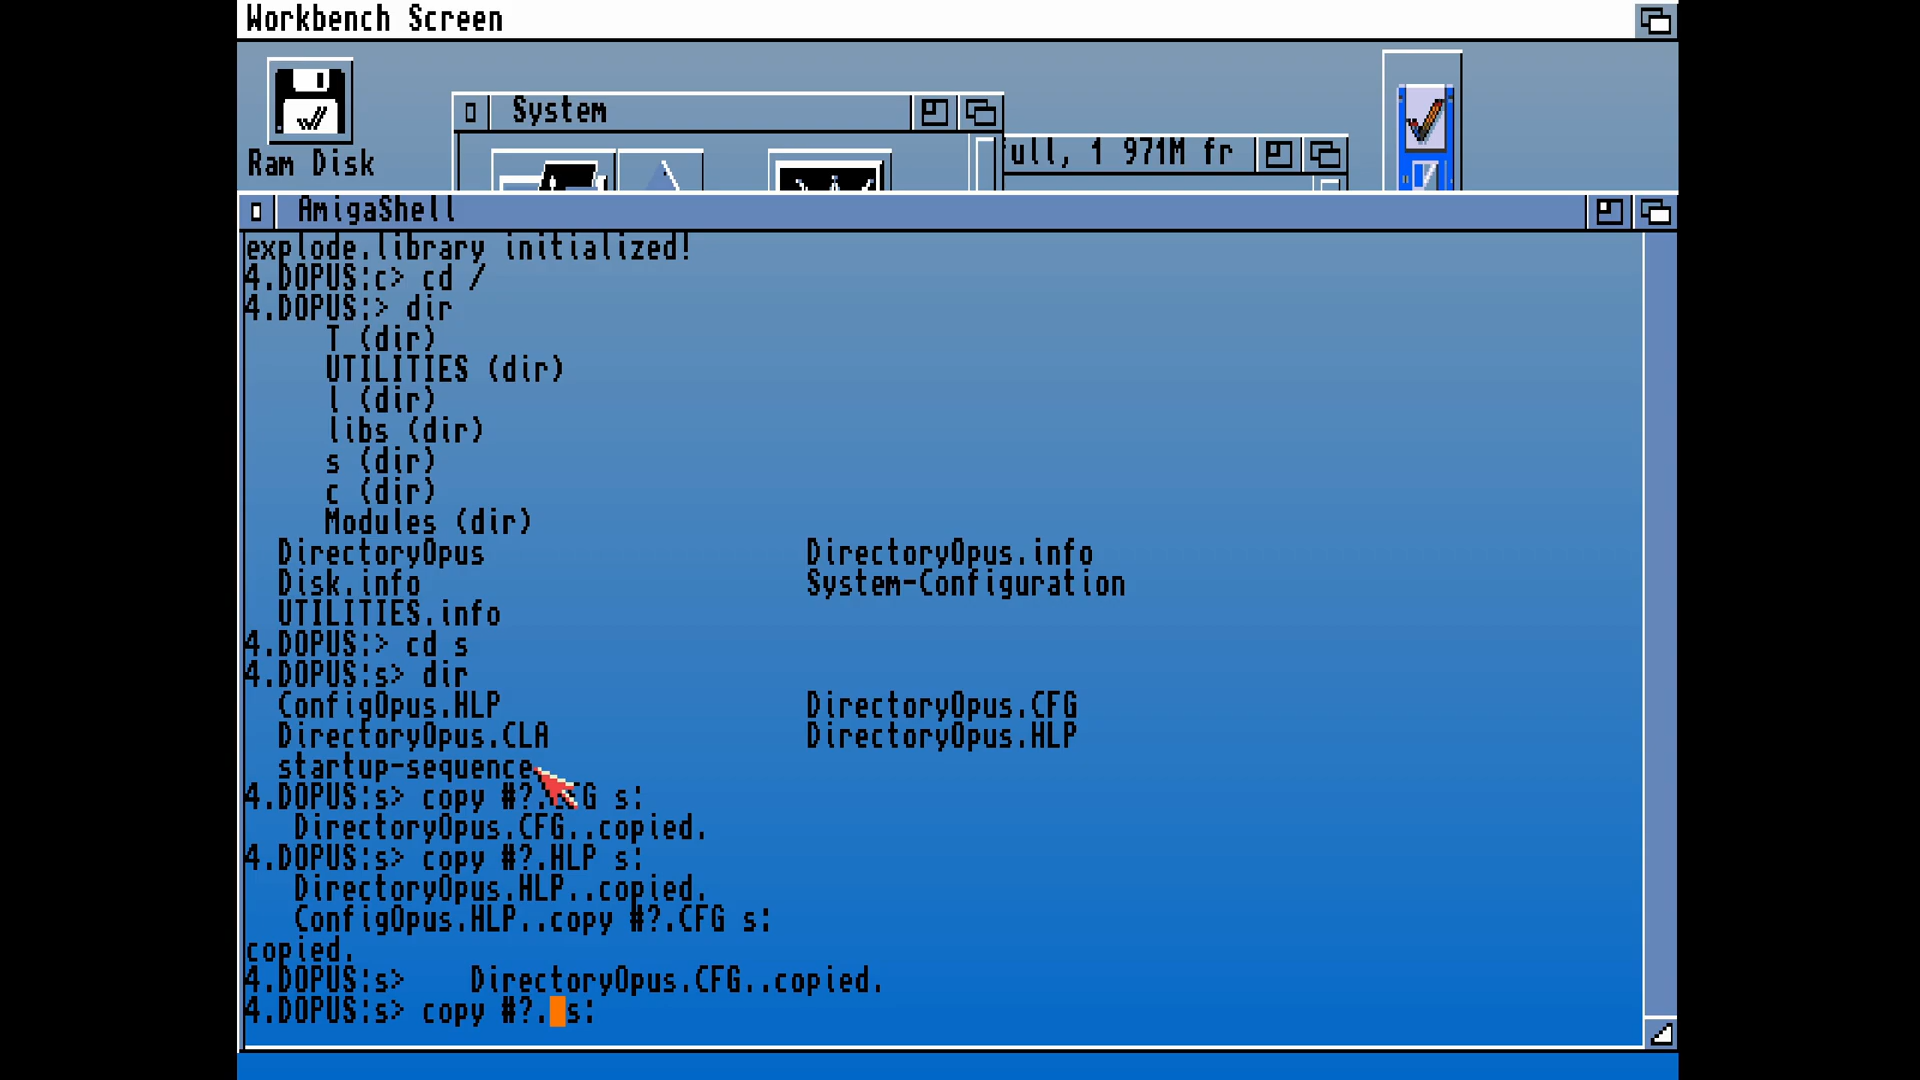 Workbench Screen
Ram Disk
System
ull, 1 971M fr
AmigaShell
explode.library initialized!
4.DOPUS:c> cd /
4.DOPUS:> dir
T (dir)
UTILITIES (dir)
l (dir)
libs (dir)
s (dir)
c (dir)
Modules (dir)
DirectoryOpus DirectoryOpus.info
Disk.info System-Configuration
UTILITIES.info
4.DOPUS:> cd s
4.DOPUS:s> dir
ConfigOpus.HLP DirectoryOpus.CFG
DirectoryOpus.CLA DirectoryOpus.HLP
startup-sequence
4.DOPUS:s> copy #?.CFG s:
DirectoryOpus.CFG..copied.
4.DOPUS:s> copy #?.HLP s:
DirectoryOpus.HLP..copied.
ConfigOpus.HLP..copy #?.CFG s:
copied.
4.DOPUS:s> DirectoryOpus.CFG..copied.
4.DOPUS:s> copy #?. s: